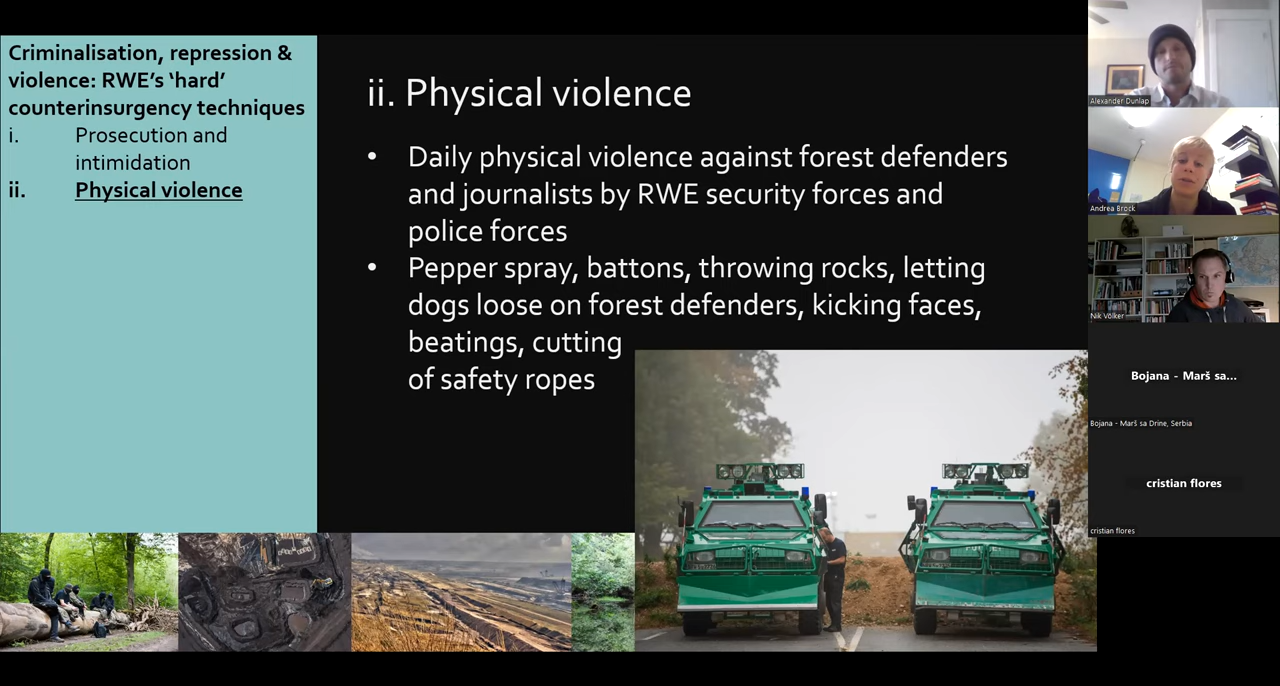 Criminalisation, repression &
violence: RWE's 'hard'
counterinsurgency techniques
i. Prosecution and
intimidation
ii. Physical violence
ii. Physical violence
• Daily physical violence against forest defenders
and journalists by RWE security forces and
police forces
• Pepper spray, battons, throwing rocks, letting
dogs loose on forest defenders, kicking faces,
beatings, cutting
of safety ropes
Alexander Dunlap
Andrea Brock
Nik Völker
Bojana - Marš sa...
Bojana - Marš sa Drine, Serbia
cristian flores
cristian flores